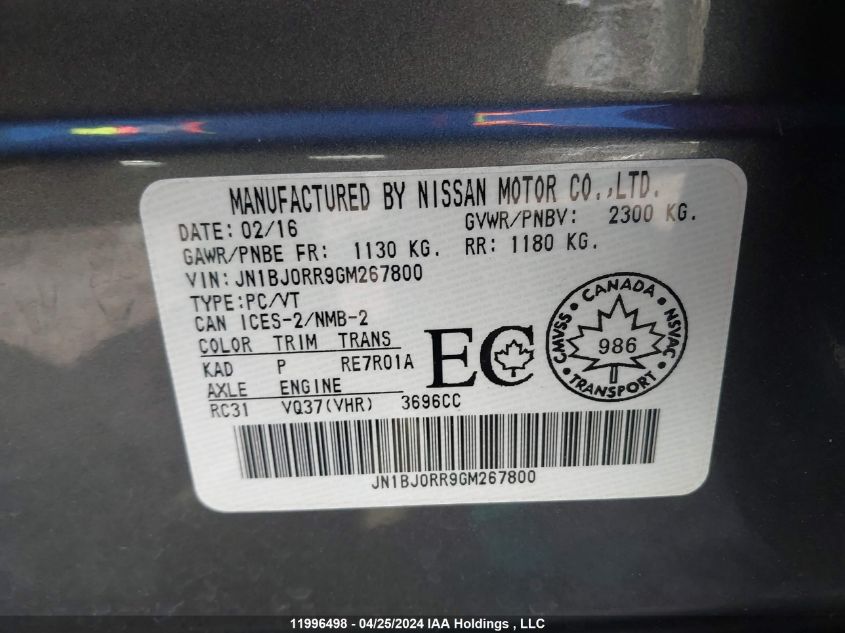 MANUFACTURED BY NISSAN MOTOR CO.,LTD.
DATE: 02/16 GVWR/PNBV: 2300 KG.
GAWR/PNBE FR: 1130 KG. RR: 1180 KG.
VIN: JN1BJ0RR9GM267800
TYPE:PC/VT
CAN ICES-2/NMB-2
COLOR TRIM TRANS
KAD P RE7R01A
AXLE ENGINE
RC31 VQ37(VHR) 3696CC
EC
CMVSS • CANADA • NSVAC
986
TRANSPORT
JN1BJ0RR9GM267800
11996498 - 04/25/2024 IAA Holdings , LLC